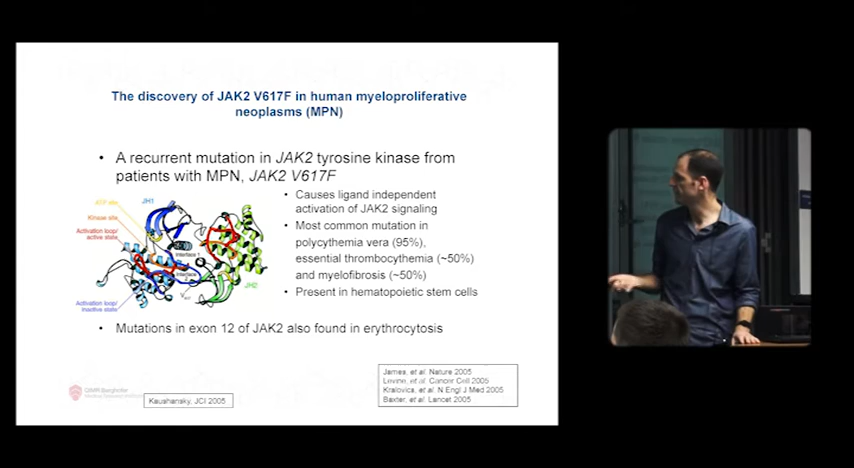 The discovery of JAK2 V617F in human myeloproliferative
neoplasms (MPN)
• A recurrent mutation in JAK2 tyrosine kinase from
patients with MPN, JAK2 V617F
• Causes ligand independent
activation of JAK2 signaling
• Most common mutation in
polycythemia vera (95%),
essential thrombocythemia (~50%)
and myelofibrosis (~50%)
• Present in hematopoietic stem cells
JH1
ATP site
Kinase site
Activation loop/
active state
Interface 1
Interface
JH2
Activation loop/
inactive state
• Mutations in exon 12 of JAK2 also found in erythrocytosis
James, et al. Nature 2005
Levine, et al. Cancer Cell 2005
Kralovics, et al. N Engl J Med 2005
Baxter, et al. Lancet 2005
QIMR Berghofer
Kaushansky, JCI 2005